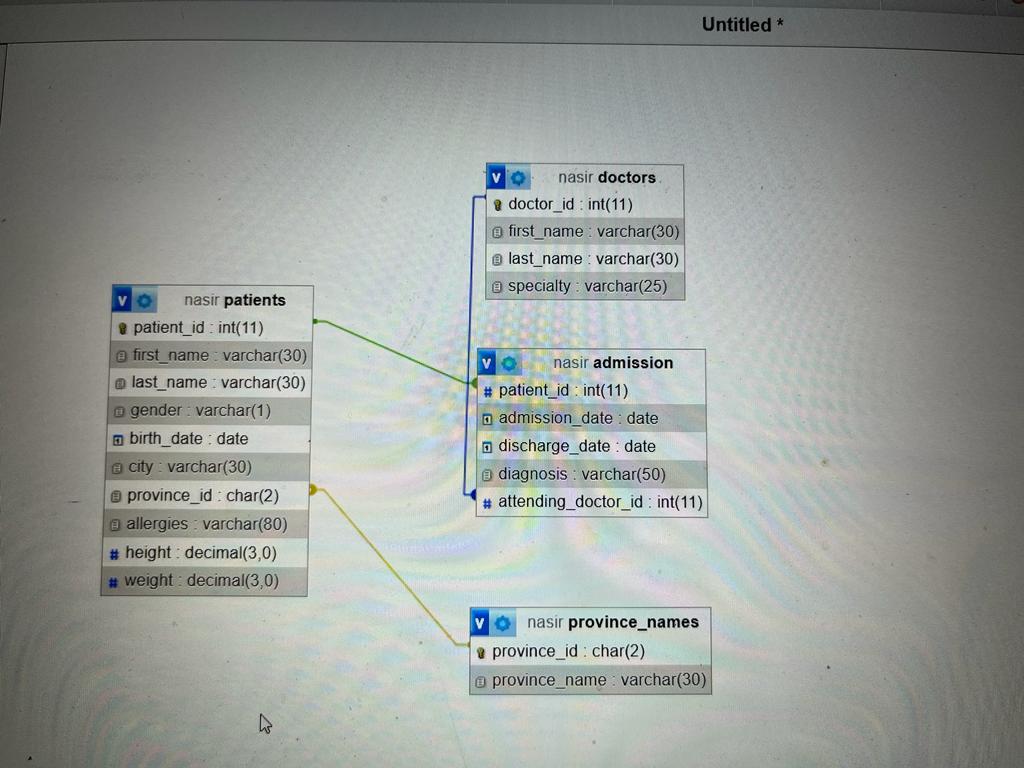 Untitled *
nasir doctors
doctor_id : int(11)
first_name : varchar(30)
last_name : varchar(30)
specialty : varchar(25)
nasir patients
patient_id : int(11)
first_name : varchar(30)
last_name : varchar(30)
gender : varchar(1)
birth_date : date
city : varchar(30)
province_id : char(2)
allergies : varchar(80)
# height : decimal(3,0)
# weight : decimal(3,0)
nasir admission
# patient_id : int(11)
admission_date : date
discharge_date : date
diagnosis : varchar(50)
# attending_doctor_id : int(11)
nasir province_names
province_id : char(2)
province_name : varchar(30)